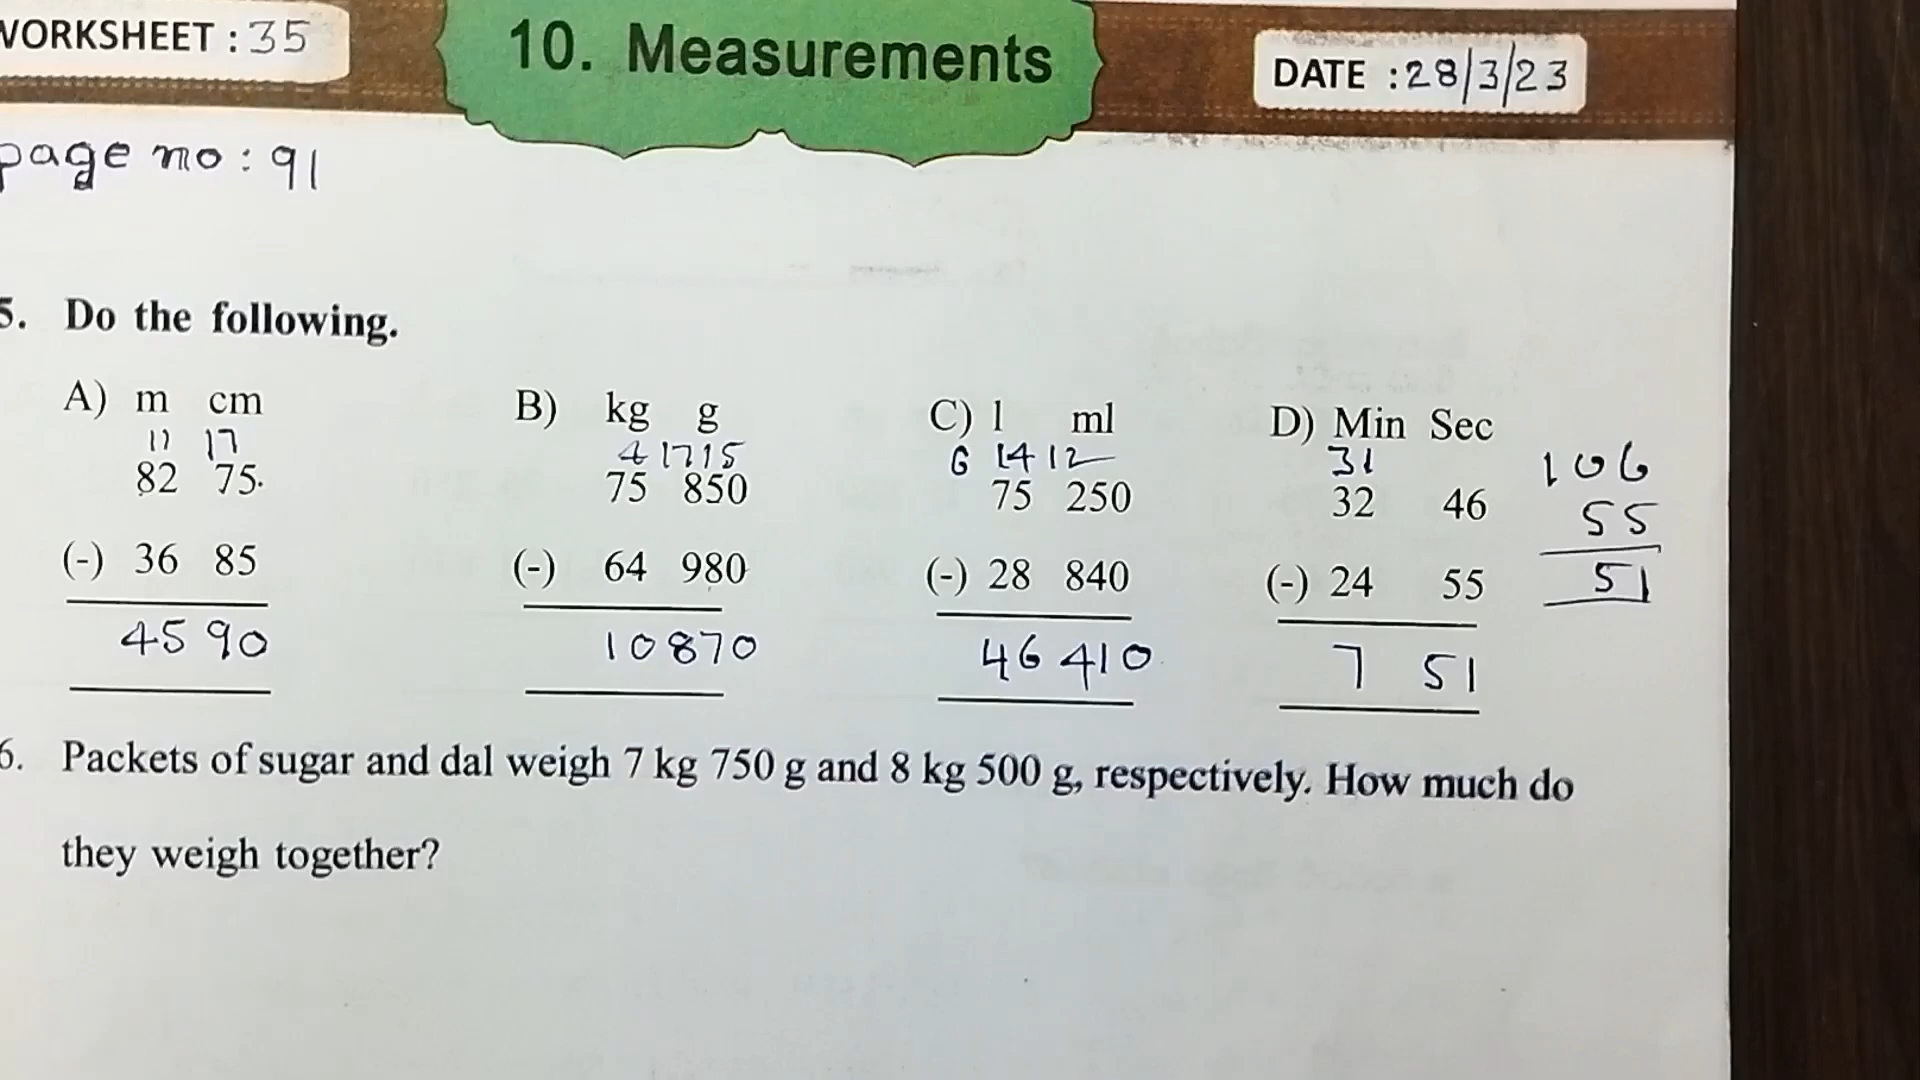 WORKSHEET : 35
10. Measurements
DATE : 28/3/23
page no : 91
5. Do the following.
A) m cm
11 17
82 75.
(-) 36 85
45 90
B) kg g
4 17 15
75 850
(-) 64 980
10 870
C) l ml
6 14 12
75 250
(-) 28 840
46 410
D) Min Sec
31
32 46
(-) 24 55
7 51
106
55
51
6. Packets of sugar and dal weigh 7 kg 750 g and 8 kg 500 g, respectively. How much do
they weigh together?